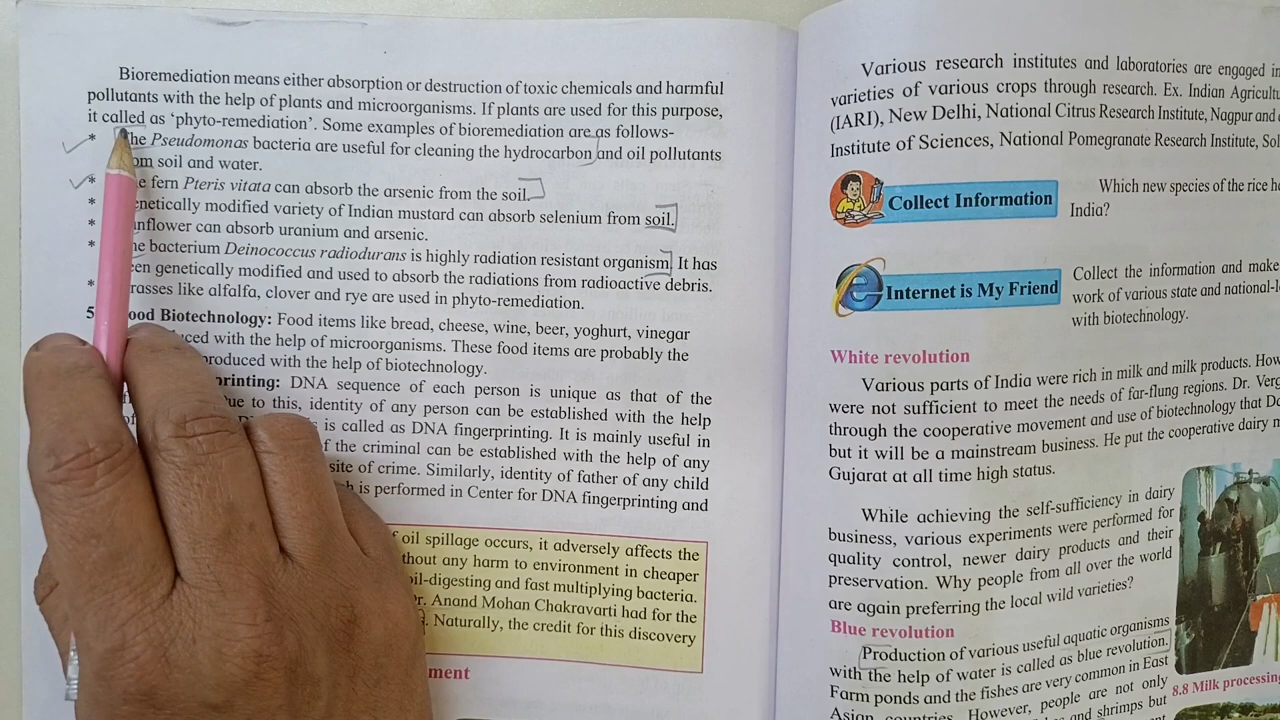 Bioremediation means either absorption or destruction of toxic chemicals and harmful
pollutants with the help of plants and microorganisms. If plants are used for this purpose,
it called as ‘phyto-remediation’. Some examples of bioremediation are as follows-
* The Pseudomonas bacteria are useful for cleaning the hydrocarbon and oil pollutants
om soil and water.
* e fern Pteris vitata can absorb the arsenic from the soil.
* enetically modified variety of Indian mustard can absorb selenium from soil.
* nflower can absorb uranium and arsenic.
* he bacterium Deinococcus radiodurans is highly radiation resistant organism. It has
en genetically modified and used to absorb the radiations from radioactive debris.
* rasses like alfalfa, clover and rye are used in phyto-remediation.
5 ood Biotechnology: Food items like bread, cheese, wine, beer, yoghurt, vinegar
uced with the help of microorganisms. These food items are probably the
produced with the help of biotechnology.
printing: DNA sequence of each person is unique as that of the
ue to this, identity of any person can be established with the help
of is called as DNA fingerprinting. It is mainly useful in
f the criminal can be established with the help of any
site of crime. Similarly, identity of father of any child
h is performed in Center for DNA fingerprinting and
f oil spillage occurs, it adversely affects the
thout any harm to environment in cheaper
oil-digesting and fast multiplying bacteria.
r. Anand Mohan Chakravarti had for the
Naturally, the credit for this discovery
ment
Various research institutes and laboratories are engaged in
varieties of various crops through research. Ex. Indian Agricultu
(IARI), New Delhi, National Citrus Research Institute, Nagpur and
Institute of Sciences, National Pomegranate Research Institute, Sol
Collect Information
Which new species of the rice h
India?
Internet is My Friend
Collect the information and make
work of various state and national-l
with biotechnology.
White revolution
Various parts of India were rich in milk and milk products. How
were not sufficient to meet the needs of far-flung regions. Dr. Verg
through the cooperative movement and use of biotechnology that Da
but it will be a mainstream business. He put the cooperative dairy m
Gujarat at all time high status.
While achieving the self-sufficiency in dairy
business, various experiments were performed for
quality control, newer dairy products and their
preservation. Why people from all over the world
are again preferring the local wild varieties?
Blue revolution
Production of various useful aquatic organisms
with the help of water is called as blue revolution.
Farm ponds and the fishes are very common in East
Asian countries. However, people are not only
and shrimps but
8.8 Milk processing